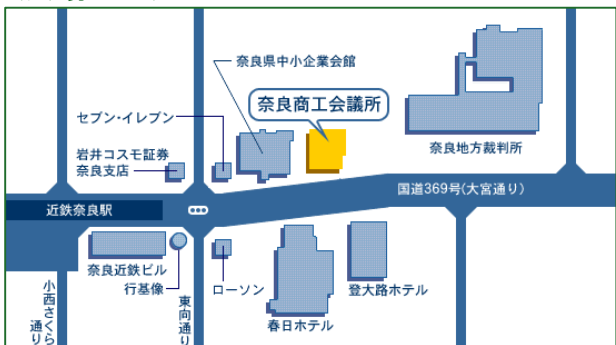 奈良県中小企業会館
奈良商工会議所
セブン・イレブン
岩井コスモ証券
奈良支店
奈良地方裁判所
国道369号(大宮通り)
近鉄奈良駅
奈良近鉄ビル
行基像
ローソン
登大路ホテル
春日ホテル
小西さくら
通り
東向通り